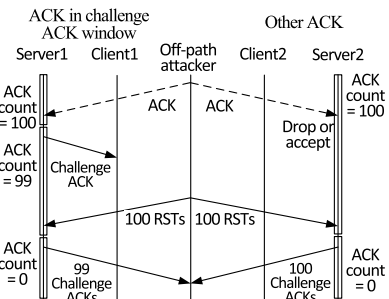 ACK in challenge
ACK window
Other ACK
Server1
Client1
Off-path
attacker
Client2
Server2
ACK
count
= 100
ACK
ACK
ACK
count
= 100
Drop or
accept
ACK
count
= 99
Challenge
ACK
100 RSTs
100 RSTs
ACK
count
= 0
99
Challenge
ACKs
100
Challenge
ACKs
ACK
count
= 0